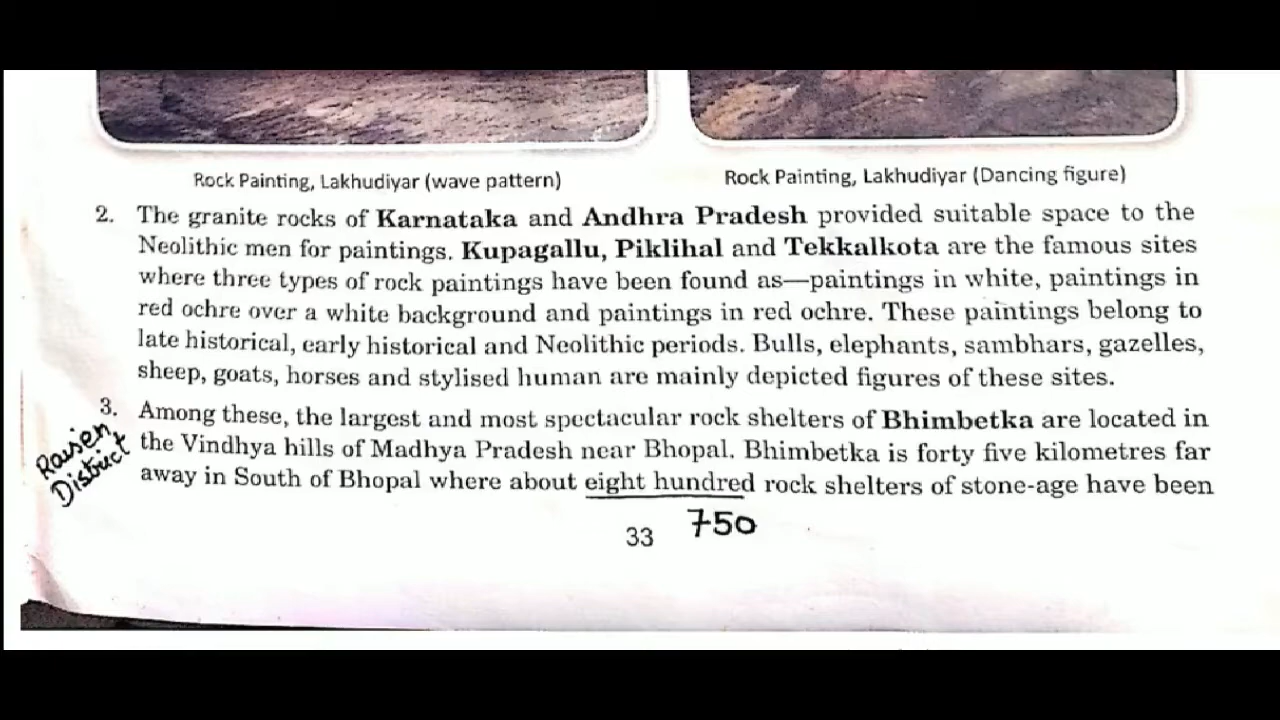 Rock Painting, Lakhudiyar (wave pattern)
Rock Painting, Lakhudiyar (Dancing figure)
2. The granite rocks of Karnataka and Andhra Pradesh provided suitable space to the
Neolithic men for paintings. Kupagallu, Piklihal and Tekkalkota are the famous sites
where three types of rock paintings have been found as—paintings in white, paintings in
red ochre over a white background and paintings in red ochre. These paintings belong to
late historical, early historical and Neolithic periods. Bulls, elephants, sambhars, gazelles,
sheep, goats, horses and stylised human are mainly depicted figures of these sites.
3. Among these, the largest and most spectacular rock shelters of Bhimbetka are located in
the Vindhya hills of Madhya Pradesh near Bhopal. Bhimbetka is forty five kilometres far
away in South of Bhopal where about eight hundred rock shelters of stone-age have been
Raisen
District
750
33